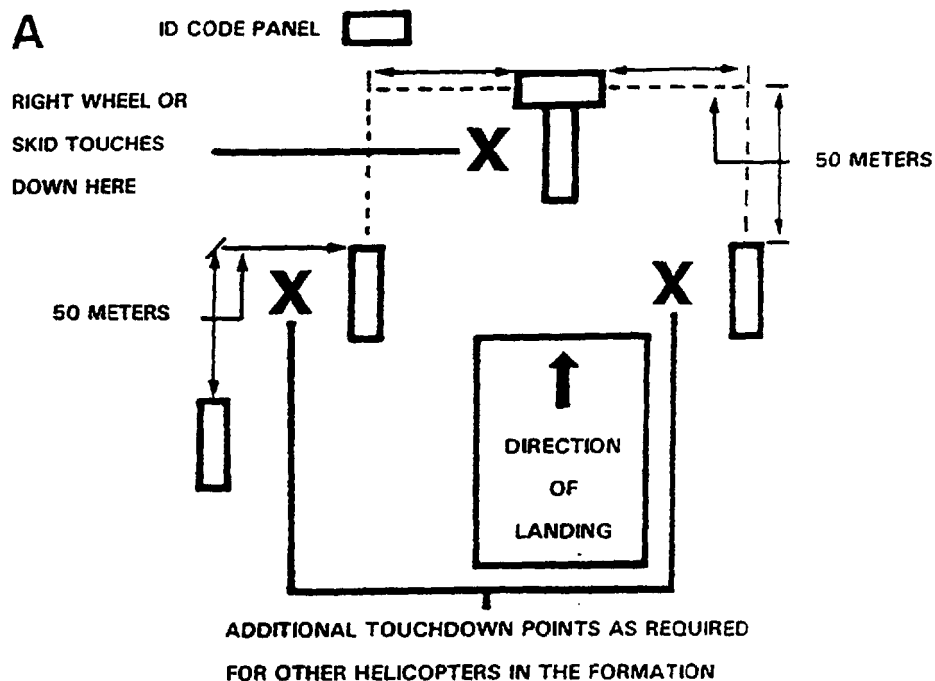 A
ID CODE PANEL
RIGHT WHEEL OR
SKID TOUCHES
DOWN HERE
X
50 METERS
X
X
50 METERS
DIRECTION
OF
LANDING
ADDITIONAL TOUCHDOWN POINTS AS REQUIRED
FOR OTHER HELICOPTERS IN THE FORMATION